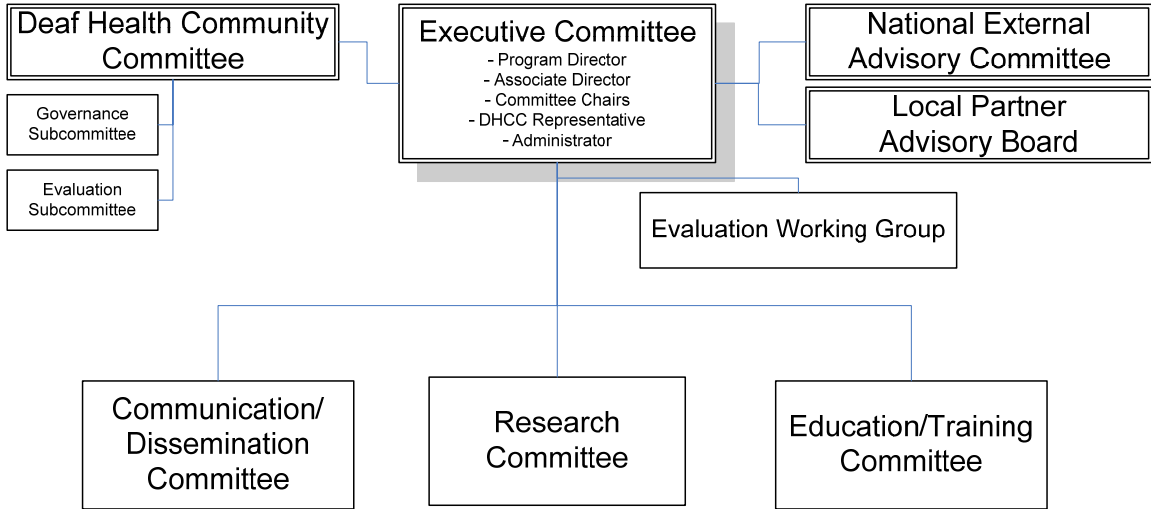 Deaf Health Community
Committee
Governance
Subcommittee
Evaluation
Subcommittee
Executive Committee
- Program Director
- Associate Director
- Committee Chairs
- DHCC Representative
- Administrator
National External
Advisory Committee
Local Partner
Advisory Board
Evaluation Working Group
Communication/
Dissemination
Committee
Research
Committee
Education/Training
Committee